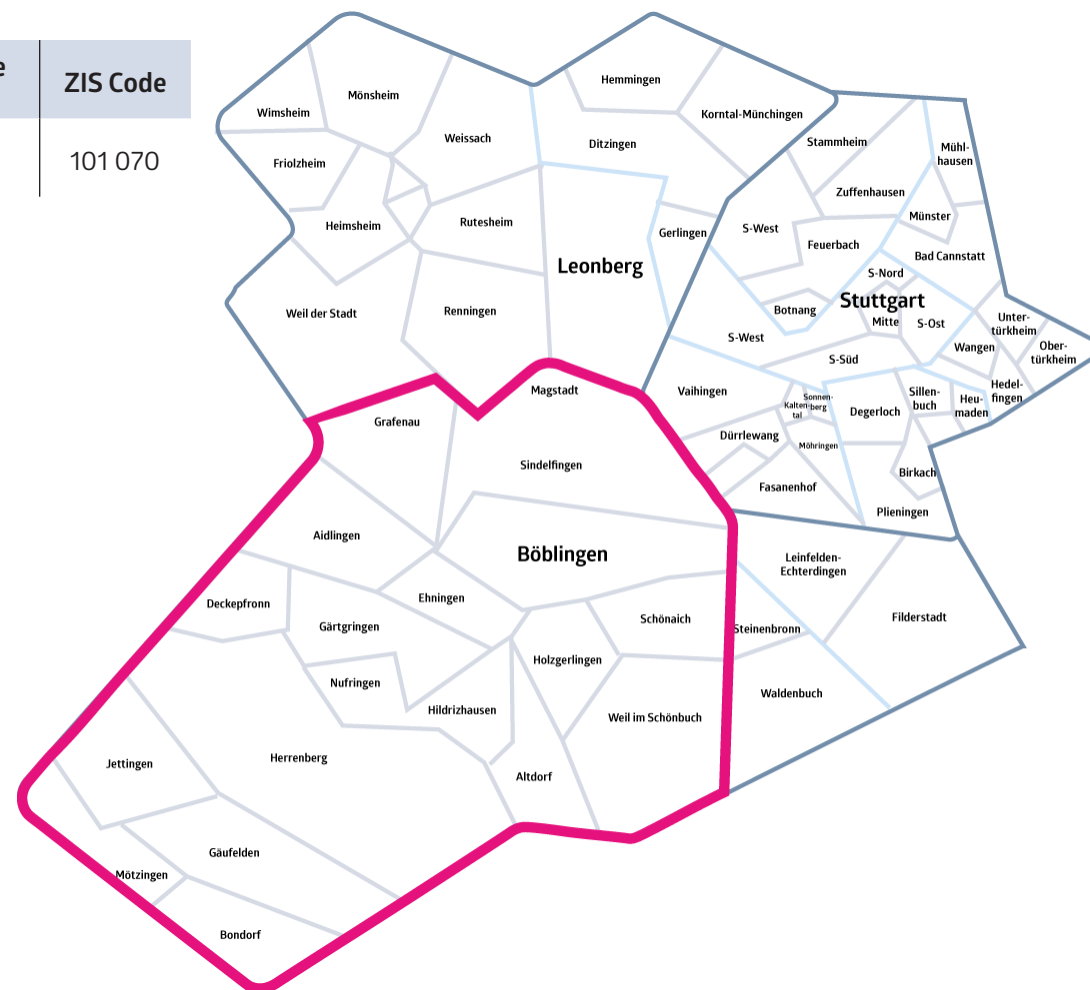 e
ZIS Code
101 070
Hemmingen
Mönsheim
Wimsheim
Korntal-Münchingen
Weissach
Ditzingen
Stammheim
Mühl-
hausen
Friolzheim
Zuffenhausen
Heimsheim
Rutesheim
Münster
S-West
Gerlingen
Feuerbach
Bad Cannstatt
Leonberg
S-Nord
Stuttgart
Weil der Stadt
Renningen
Botnang
Mitte
S-Ost
Unter-
türkheim
S-West
Wangen
Ober-
türkheim
S-Süd
Magstadt
Vaihingen
Kalten-
tal
Sonnen-
berg
Sillen-
buch
Heu-
maden
Hedel-
fingen
Grafenau
Degerloch
Dürrlewang
Möhringen
Sindelfingen
Birkach
Fasanenhof
Plieningen
Aidlingen
Böblingen
Leinfelden-
Echterdingen
Deckepfronn
Ehningen
Filderstadt
Gärtgringen
Schönaich
Steinenbronn
Holzgerlingen
Nufringen
Waldenbuch
Hildrizhausen
Weil im Schönbuch
Herrenberg
Jettingen
Altdorf
Gäufelden
Mötzingen
Bondorf